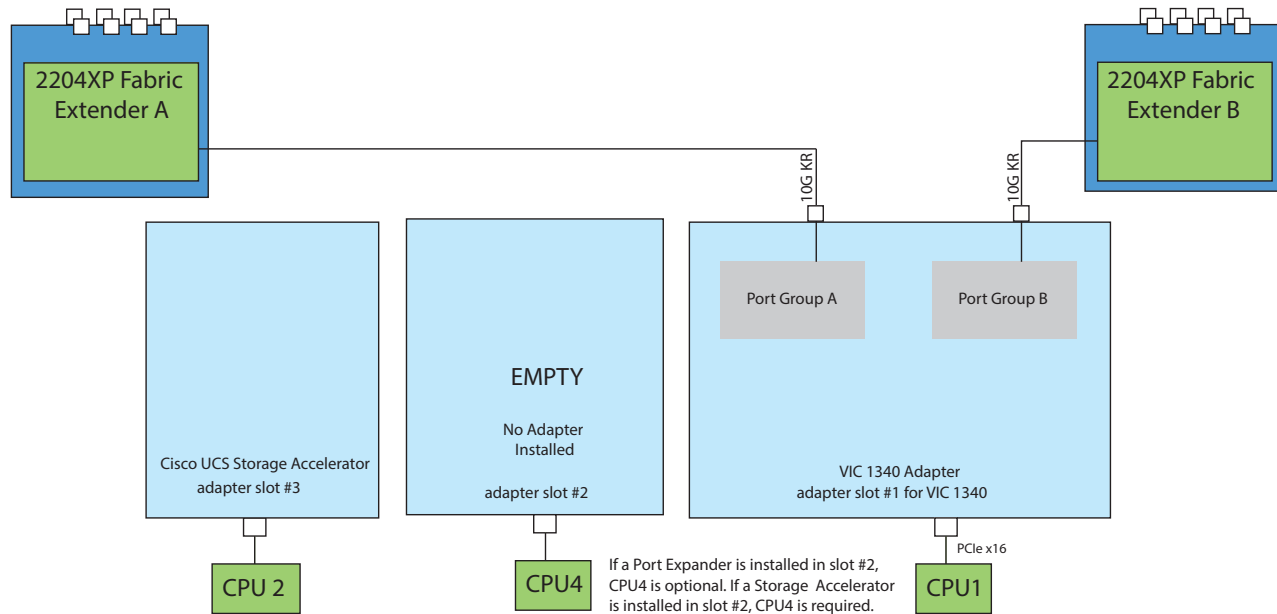 2204XP Fabric
Extender A
2204XP Fabric
Extender B
10G KR
10G KR
Port Group A
Port Group B
EMPTY
No Adapter
Installed
adapter slot #2
Cisco UCS Storage Accelerator
adapter slot #3
VIC 1340 Adapter
adapter slot #1 for VIC 1340
PCIe x16
CPU 2
CPU4
If a Port Expander is installed in slot #2,
CPU4 is optional. If a Storage Accelerator
is installed in slot #2, CPU4 is required.
CPU1